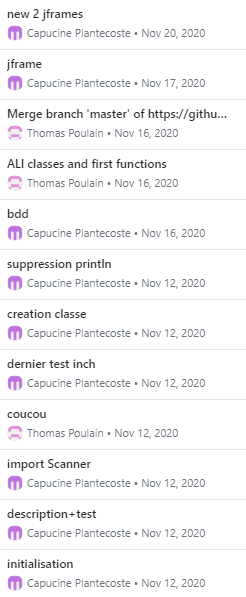 new 2 jframes
Capucine Plantecoste • Nov 20, 2020
jframe
Capucine Plantecoste • Nov 17, 2020
Merge branch 'master' of https://githu...
Thomas Poulain • Nov 16, 2020
ALI classes and first functions
Thomas Poulain • Nov 16, 2020
bdd
Capucine Plantecoste • Nov 16, 2020
suppression println
Capucine Plantecoste • Nov 12, 2020
creation classe
Capucine Plantecoste • Nov 12, 2020
dernier test inch
Capucine Plantecoste • Nov 12, 2020
coucou
Thomas Poulain • Nov 12, 2020
import Scanner
Capucine Plantecoste • Nov 12, 2020
description+test
Capucine Plantecoste • Nov 12, 2020
initialisation
Capucine Plantecoste • Nov 12, 2020